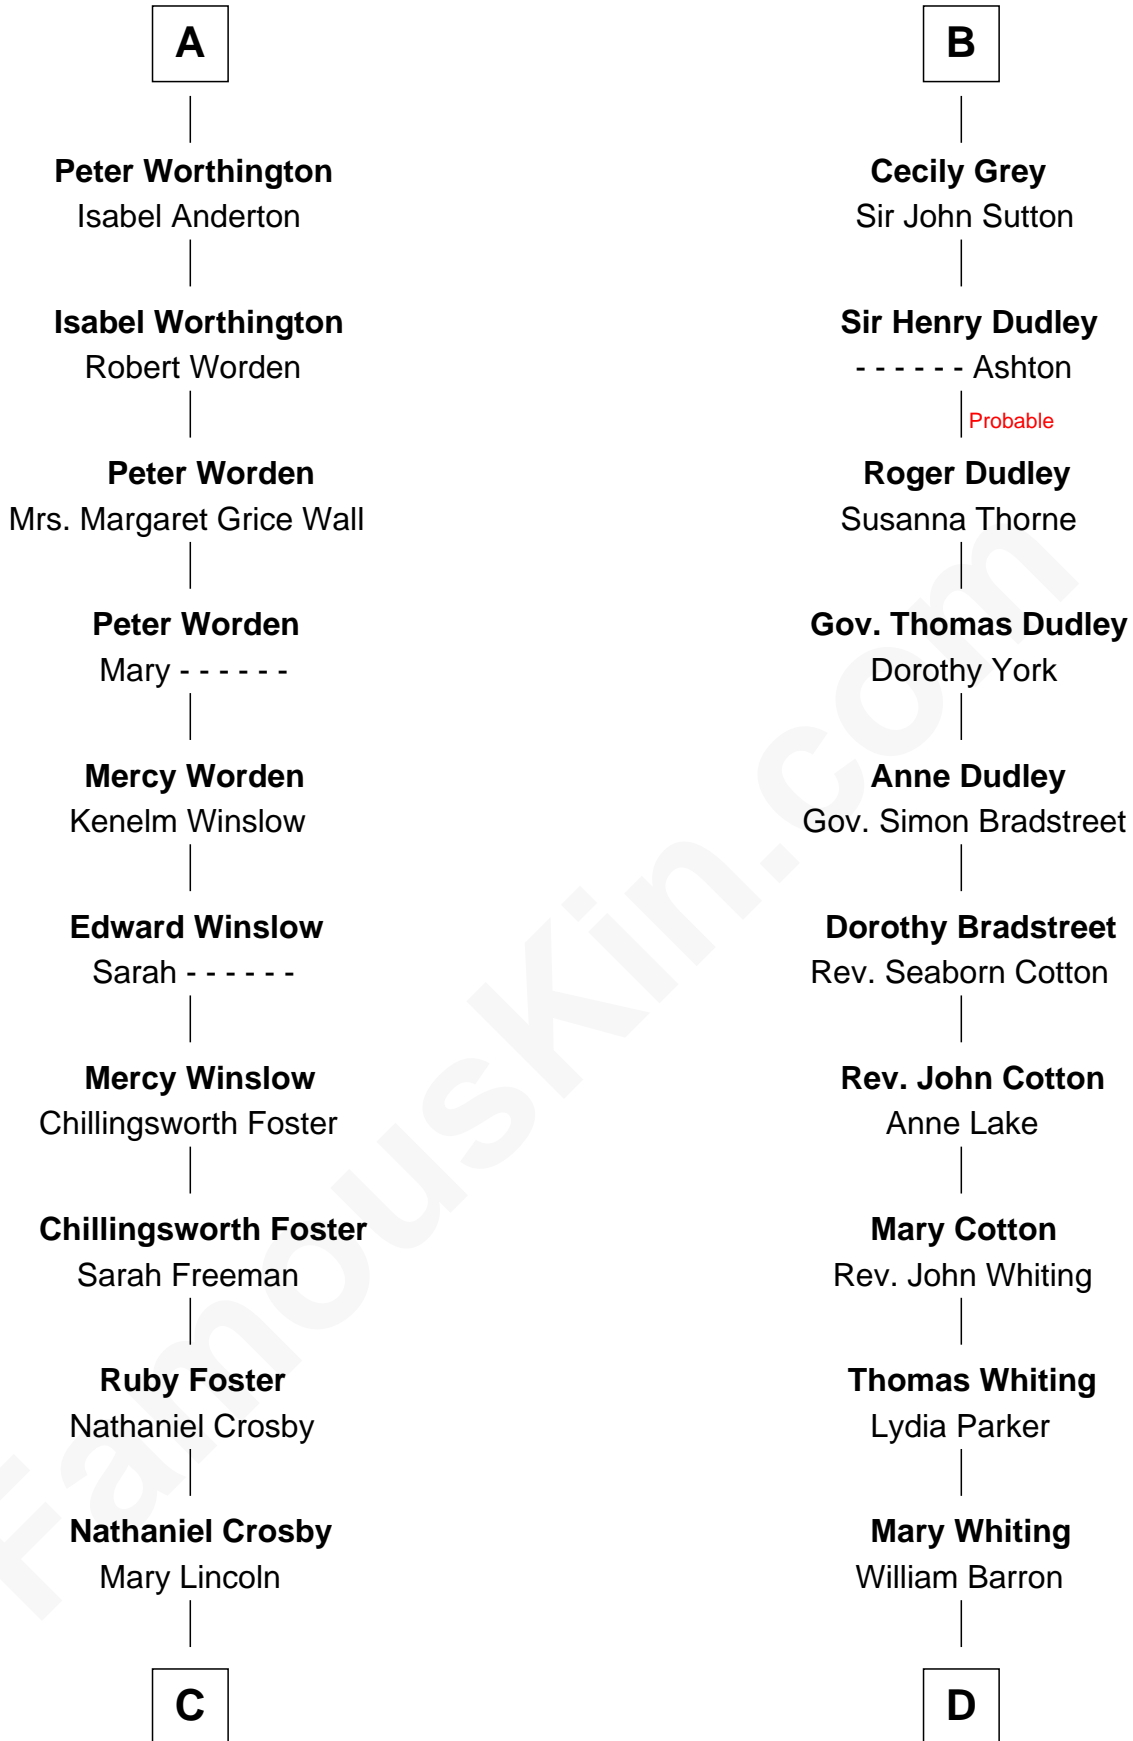 A
Peter Worthington
Isabel Anderton
Isabel Worthington
Robert Worden
Peter Worden
Mrs. Margaret Grice Wall
Peter Worden
Mary - - - - - -
Mercy Worden
Kenelm Winslow
Edward Winslow
Sarah - - - - - -
Mercy Winslow
Chillingsworth Foster
Chillingsworth Foster
Sarah Freeman
Ruby Foster
Nathaniel Crosby
Nathaniel Crosby
Mary Lincoln
C
B
Cecily Grey
Sir John Sutton
Sir Henry Dudley
- - - - - - Ashton
Probable
Roger Dudley
Susanna Thorne
Gov. Thomas Dudley
Dorothy York
Anne Dudley
Gov. Simon Bradstreet
Dorothy Bradstreet
Rev. Seaborn Cotton
Rev. John Cotton
Anne Lake
Mary Cotton
Rev. John Whiting
Thomas Whiting
Lydia Parker
Mary Whiting
William Barron
D
FamousKin.com